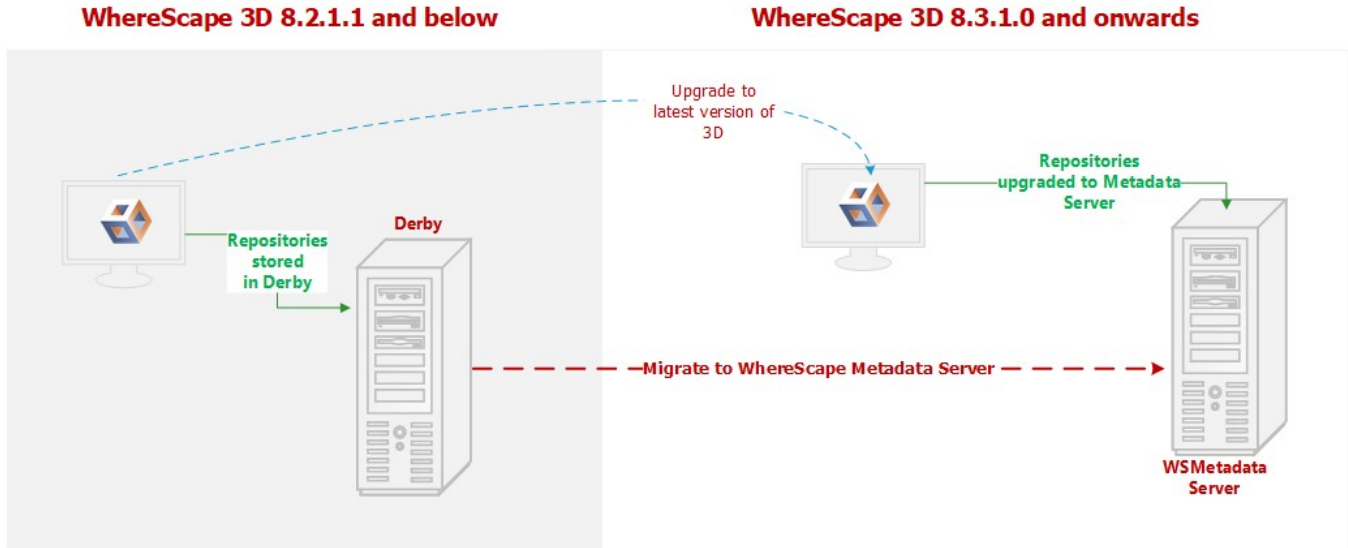 WhereScape 3D 8.2.1.1 and below
WhereScape 3D 8.3.1.0 and onwards
Upgrade to
latest version of
3D
Repositories
upgraded to Metadata
Server
Derby
Repositories
stored
in Derby
Migrate to WhereScape Metadata Server
WSMetadata
Server